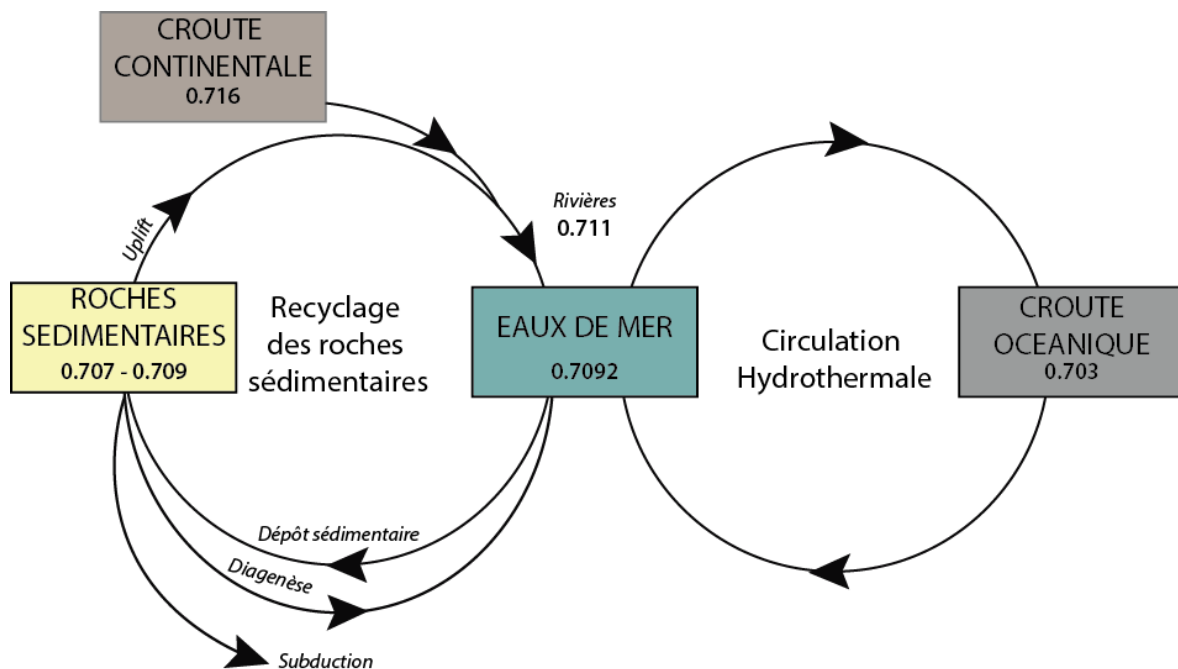 CROUTE
CONTINENTALE
0.716
Rivières
0.711
Uplift
ROCHES
SEDIMENTAIRES
0.707 - 0.709
Recyclage
des roches
sédimentaires
EAUX DE MER
0.7092
Circulation
Hydrothermale
CROUTE
OCEANIQUE
0.703
Dépôt sédimentaire
Diagenèse
Subduction